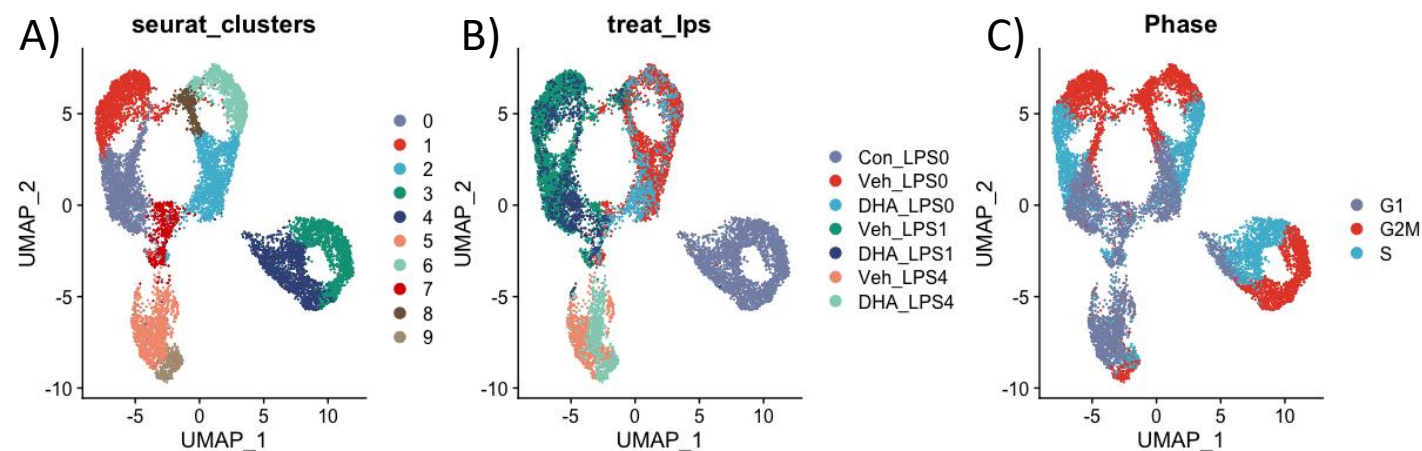 A)
seurat_clusters
UMAP_2
5
0
-5
-10
-5
0
5
10
UMAP_1
0
1
2
3
4
5
6
7
8
9
B)
treat_lps
UMAP_2
5
0
-5
-10
-5
0
5
10
UMAP_1
Con_LPS0
Veh_LPS0
DHA_LPS0
Veh_LPS1
DHA_LPS1
Veh_LPS4
DHA_LPS4
C)
Phase
UMAP_2
5
0
-5
-10
-5
0
5
10
UMAP_1
G1
G2M
S